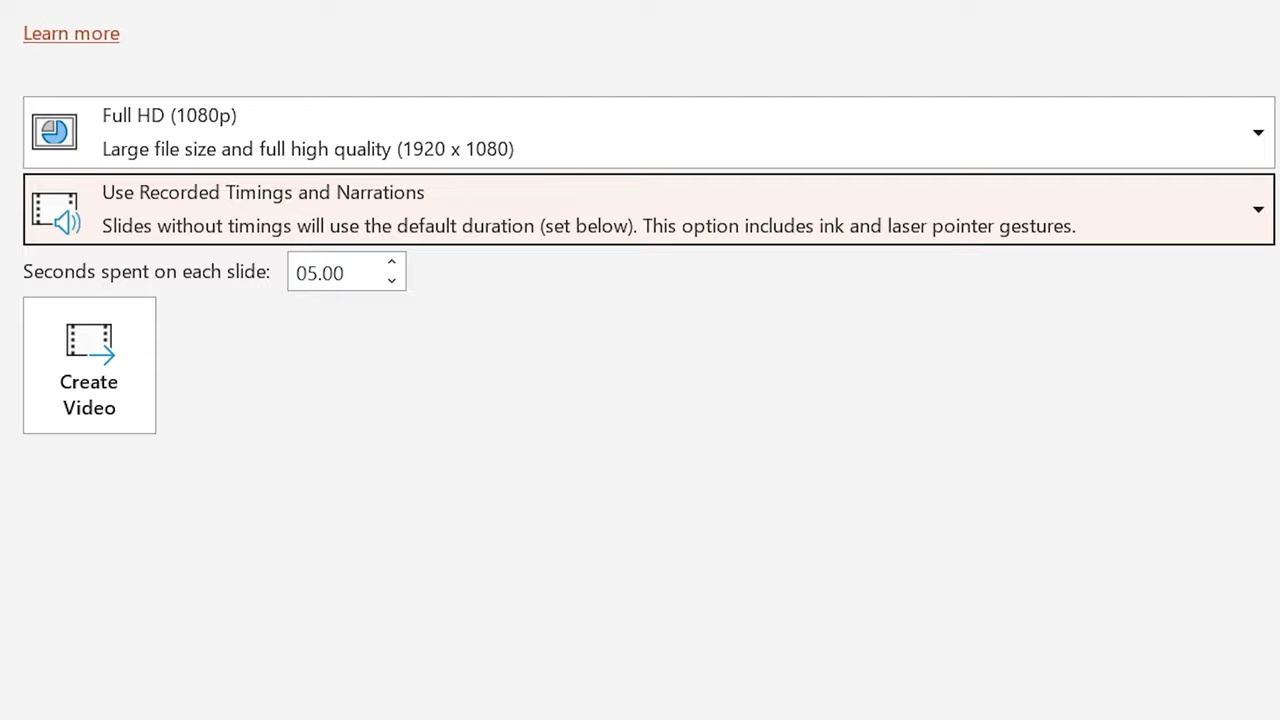 Learn more
Full HD (1080p)
Large file size and full high quality (1920 x 1080)
Use Recorded Timings and Narrations
Slides without timings will use the default duration (set below). This option includes ink and laser pointer gestures.
Seconds spent on each slide: 05.00
Create
Video